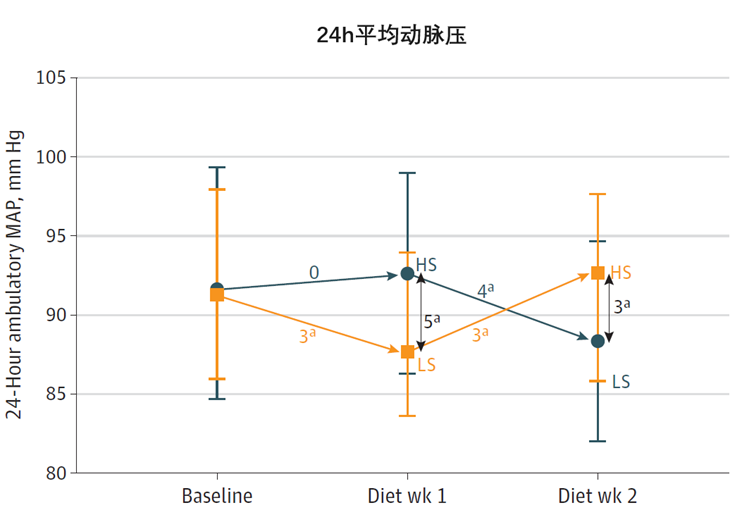 24h平均动脉压
24-Hour ambulatory MAP, mm Hg
105
100
95
90
85
80
0
3ª
HS
5ª
LS
4ª
3ª
HS
3ª
LS
Baseline
Diet wk 1
Diet wk 2